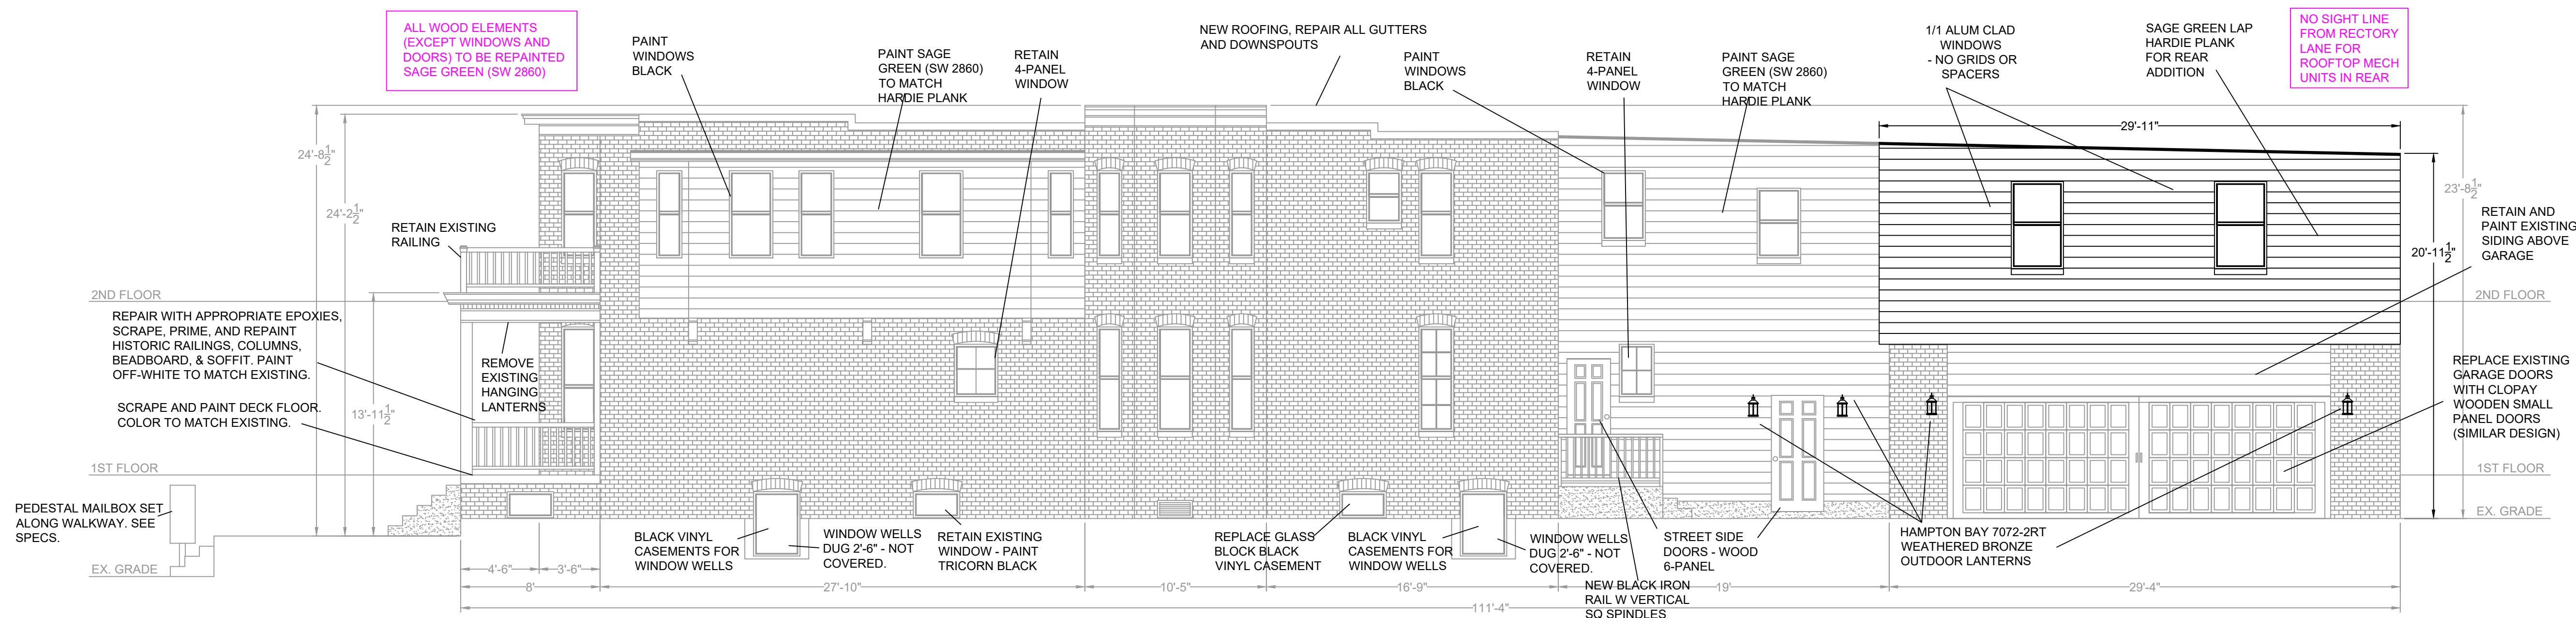 ALL WOOD ELEMENTS
(EXCEPT WINDOWS AND
DOORS) TO BE REPAINTED
SAGE GREEN (SW 2860)
PAINT
WINDOWS
BLACK
PAINT SAGE
GREEN (SW 2860)
TO MATCH
HARDIE PLANK
RETAIN
4-PANEL
WINDOW
NEW ROOFING, REPAIR ALL GUTTERS
AND DOWNSPOUTS
PAINT
WINDOWS
BLACK
RETAIN
4-PANEL
WINDOW
PAINT SAGE
GREEN (SW 2860)
TO MATCH
HARDIE PLANK
1/1 ALUM CLAD
WINDOWS
- NO GRIDS OR
SPACERS
SAGE GREEN LAP
HARDIE PLANK
FOR REAR
ADDITION
NO SIGHT LINE
FROM RECTORY
LANE FOR
ROOFTOP MECH
UNITS IN REAR
29'-11"
24'-8 1/2"
24'-2 1/2"
23'-8 1/2"
20'-11 1/2"
RETAIN EXISTING
RAILING
RETAIN AND
PAINT EXISTING
SIDING ABOVE
GARAGE
2ND FLOOR
2ND FLOOR
REPAIR WITH APPROPRIATE EPOXIES,
SCRAPE, PRIME, AND REPAINT
HISTORIC RAILINGS, COLUMNS,
BEADBOARD, & SOFFIT. PAINT
OFF-WHITE TO MATCH EXISTING.
REMOVE
EXISTING
HANGING
LANTERNS
SCRAPE AND PAINT DECK FLOOR.
COLOR TO MATCH EXISTING.
13'-11 1/2"
REPLACE EXISTING
GARAGE DOORS
WITH CLOPAY
WOODEN SMALL
PANEL DOORS
(SIMILAR DESIGN)
1ST FLOOR
1ST FLOOR
PEDESTAL MAILBOX SET
ALONG WALKWAY. SEE
SPECS.
EX. GRADE
EX. GRADE
BLACK VINYL
CASEMENTS FOR
WINDOW WELLS
WINDOW WELLS
DUG 2'-6" - NOT
COVERED.
RETAIN EXISTING
WINDOW - PAINT
TRICORN BLACK
REPLACE GLASS
BLOCK BLACK
VINYL CASEMENT
BLACK VINYL
CASEMENTS FOR
WINDOW WELLS
WINDOW WELLS
DUG 2'-6" - NOT
COVERED.
STREET SIDE
DOORS - WOOD
6-PANEL
NEW BLACK IRON
RAIL W VERTICAL
SQ SPINDLES
HAMPTON BAY 7072-2RT
WEATHERED BRONZE
OUTDOOR LANTERNS
4'-6"
3'-6"
8'
27'-10"
10'-5"
16'-9"
19'
29'-4"
111'-4"